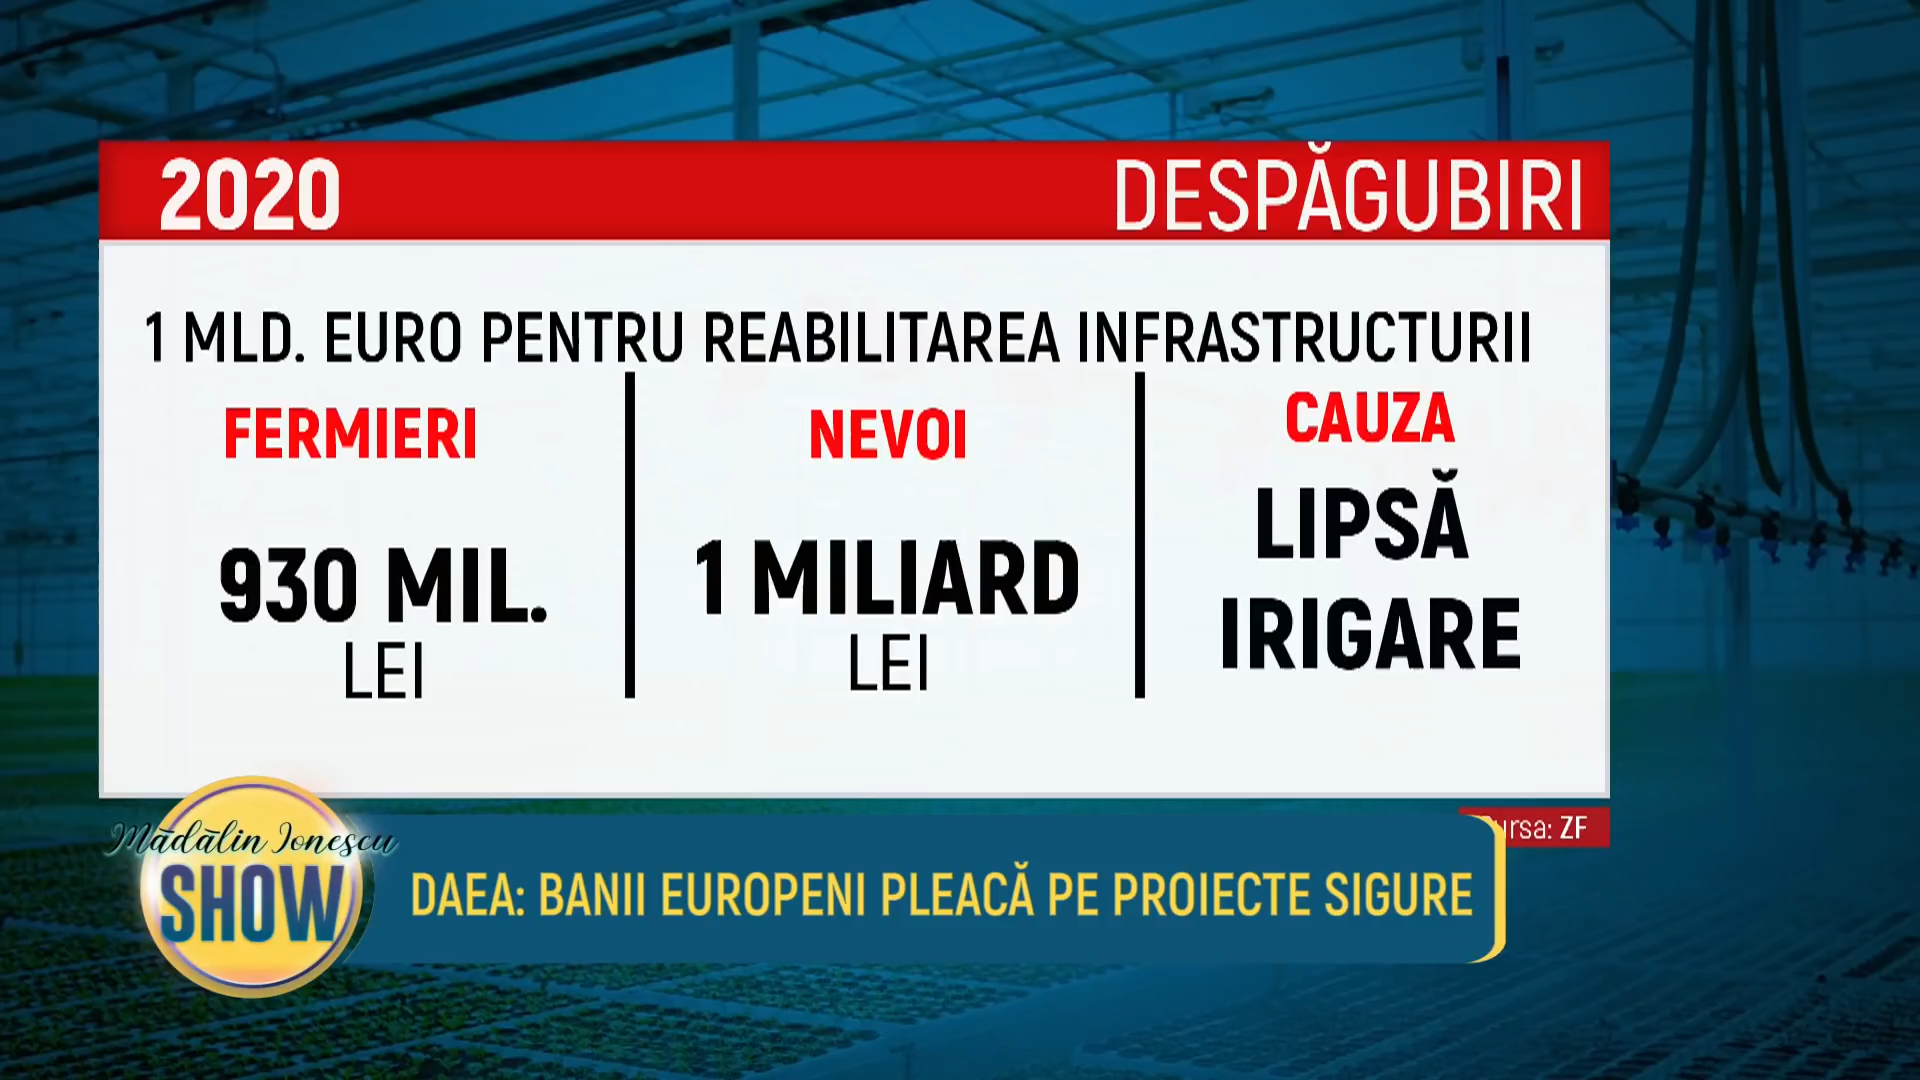 2020 DESPĂGUBIRI
1 MLD. EURO PENTRU REABILITAREA INFRASTRUCTURII
FERMIERI
930 MIL.
LEI
NEVOI
1 MILIARD
LEI
CAUZA
LIPSĂ
IRIGARE
ZF
Mădălin Ionescu
SHOW
DAEA: BANII EUROPENI PLEACĂ PE PROIECTE SIGURE